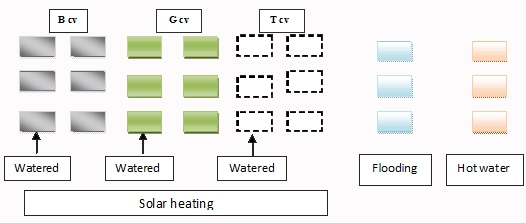 B cv
G cv
T cv
Watered
Watered
Watered
Flooding
Hot water
Solar heating